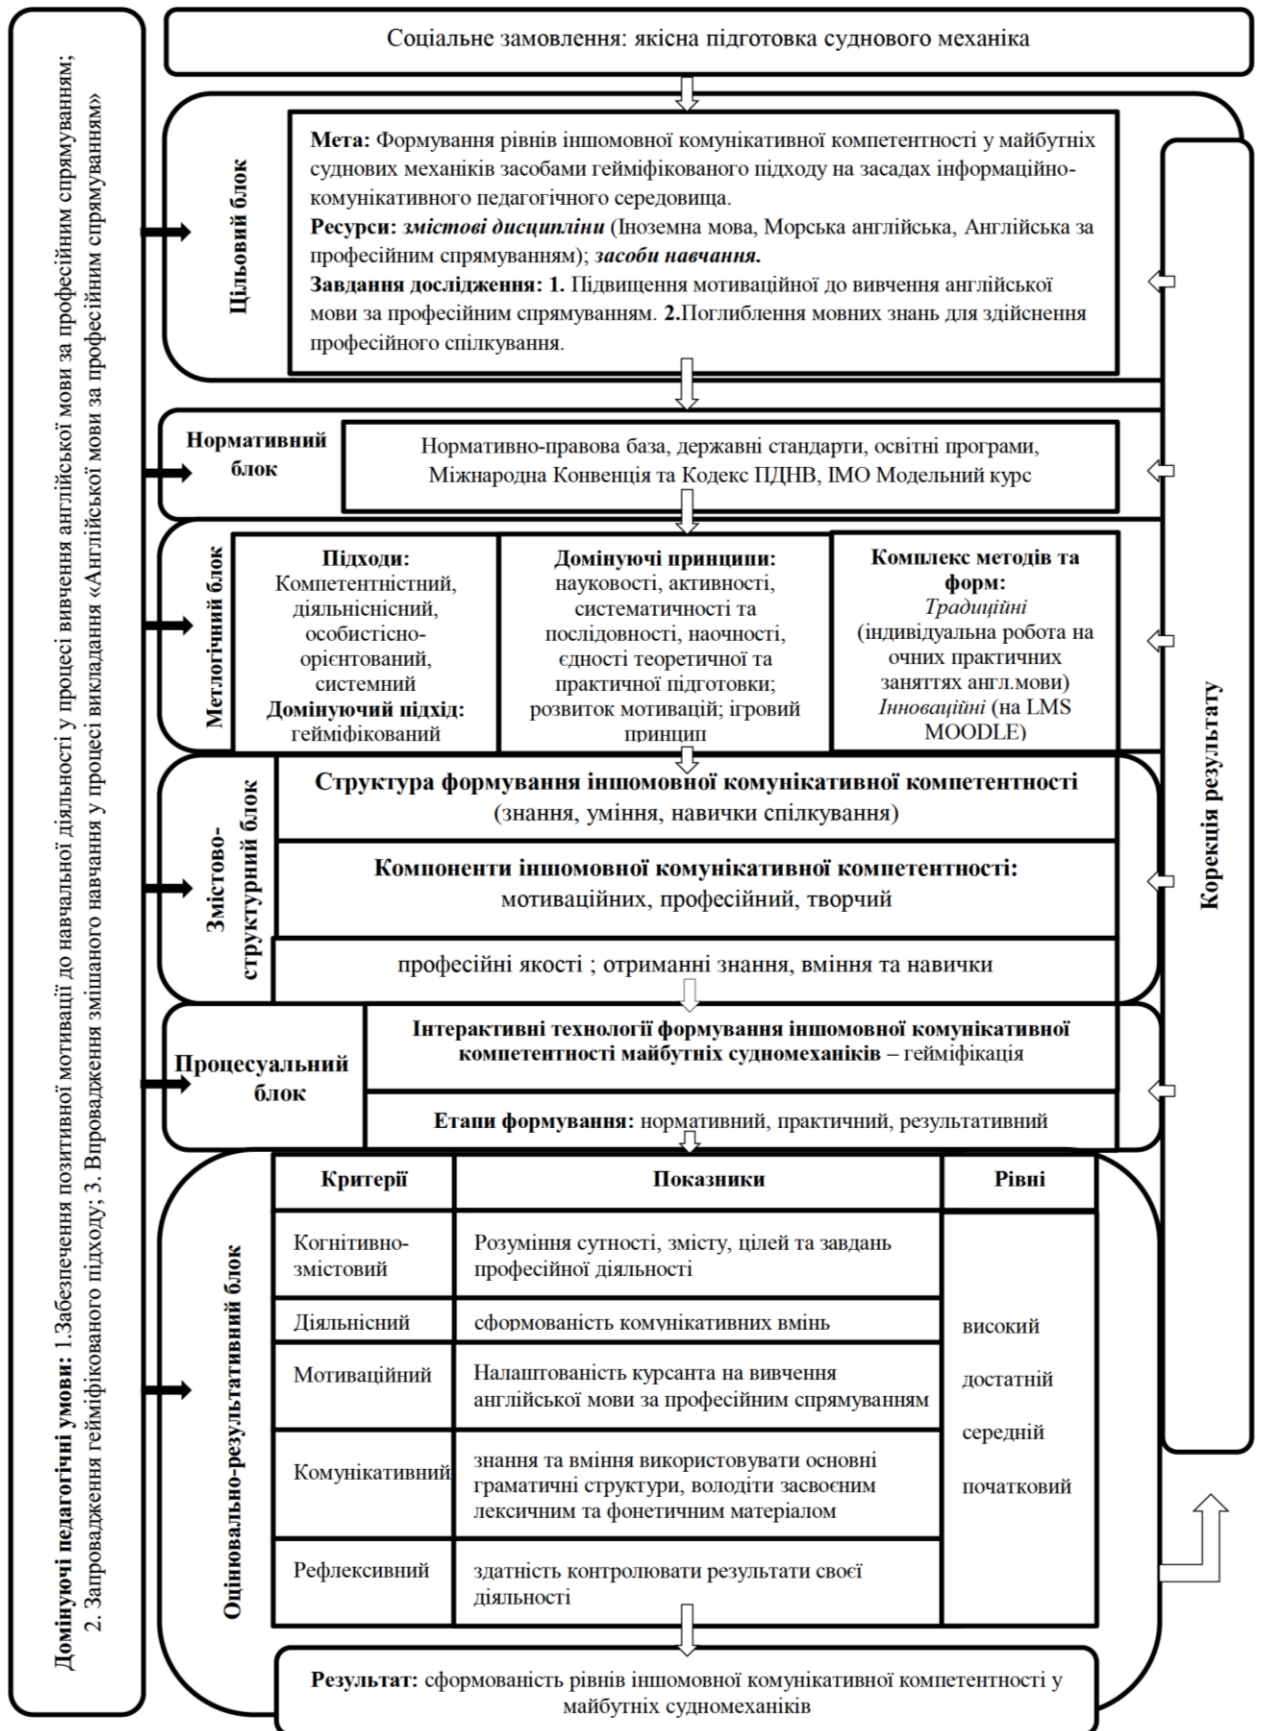 Домінуючі педагогічні умови: 1.Забезпечення позитивної мотивації до навчальної діяльності у процесі вивчення англійської мови за професійним спрямуванням;
2. Запровадження гейміфікованого підходу; 3. Впровадження змішаного навчання у процесі викладання «Англійської мови за професійним спрямуванням»
Соціальне замовлення: якісна підготовка суднового механіка
Цільовий блок
Мета: Формування рівнів іншомовної комунікативної компетентності у майбутніх
суднових механіків засобами гейміфікованого підходу на засадах інформаційно-
комунікативного педагогічного середовища.
Ресурси: змістові дисципліни (Іноземна мова, Морська англійська, Англійська за
професійним спрямуванням); засоби навчання.
Завдання дослідження: 1. Підвищення мотиваційної до вивчення англійської
мови за професійним спрямуванням. 2.Поглиблення мовних знань для здійснення
професійного спілкування.
Нормативний
блок
Нормативно-правова база, державні стандарти, освітні програми,
Міжнародна Конвенція та Кодекс ПДНВ, ІМО Модельний курс
Метлогічний блок
Підходи:
Компетентністний,
діяльніснісний,
особистісно-
орієнтований,
системний
Домінуючий підхід:
гейміфікований
Домінуючі принципи:
науковості, активності,
систематичності та
послідовності, наочності,
єдності теоретичної та
практичної підготовки;
розвиток мотивацій; ігровий
принцип
Комплекс методів та
форм:
Традиційні
(індивідуальна робота на
очних практичних
заняттях англ.мови)
Інноваційні (на LMS
MOODLE)
Змістово-
структурний блок
Структура формування іншомовної комунікативної компетентності
(знання, уміння, навички спілкування)
Компоненти іншомовної комунікативної компетентності:
мотиваційних, професійний, творчий
професійні якості ; отриманні знання, вміння та навички
Процесуальний
блок
Інтерактивні технології формування іншомовної комунікативної
компетентності майбутніх судномеханіків – гейміфікація
Етапи формування: нормативний, практичний, результативний
Оцінювально-результативний блок
Критерії
Показники
Рівні
Когнітивно-
змістовий
Розуміння сутності, змісту, цілей та завдань
професійної діяльності
Діяльнісний
сформованість комунікативних вмінь
Мотиваційний
Налаштованість курсанта на вивчення
англійської мови за професійним спрямуванням
Комунікативний
знання та вміння використовувати основні
граматичні структури, володіти засвоєним
лексичним та фонетичним матеріалом
Рефлексивний
здатність контролювати результати своєї
діяльності
високий
достатній
середній
початковий
Результат: сформованість рівнів іншомовної комунікативної компетентності у
майбутніх судномеханіків
Корекція результату